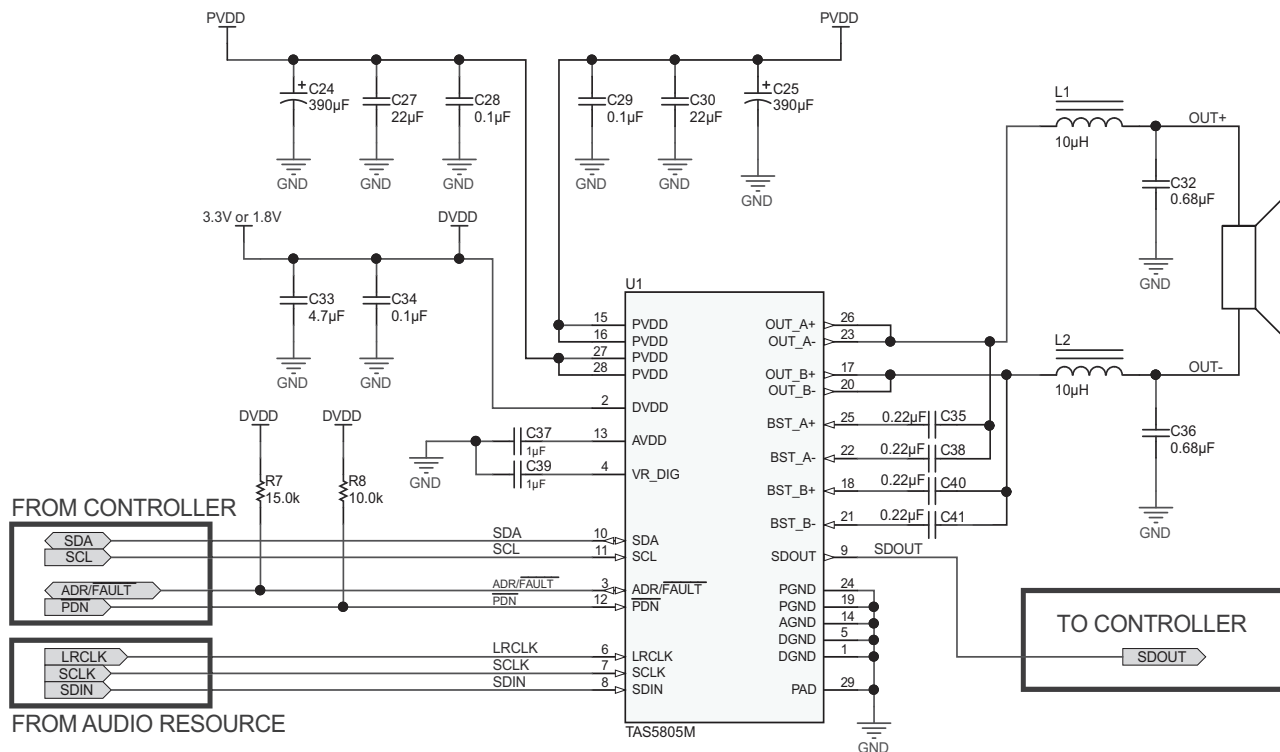 PVDD
PVDD
C24
390µF
C27
22µF
C28
0.1µF
C29
0.1µF
C30
22µF
C25
390µF
GND
GND
GND
GND
GND
GND
L1
10µH
OUT+
C32
0.68µF
GND
3.3V or 1.8V
DVDD
C33
4.7µF
C34
0.1µF
GND
GND
U1
15 PVDD
16 PVDD
27 PVDD
28 PVDD
2 DVDD
13 AVDD
4 VR_DIG
10 SDA
11 SCL
3 ADR/FAULT
12 PDN
6 LRCLK
7 SCLK
8 SDIN
OUT_A+ 26
OUT_A- 23
OUT_B+ 17
OUT_B- 20
BST_A+ 25
BST_A- 22
BST_B+ 18
BST_B- 21
SDOUT 9
PGND 24
PGND 19
AGND 14
DGND 5
DGND 1
PAD 29
TAS5805M
GND
L2
10µH
OUT-
C36
0.68µF
GND
0.22µF C35
0.22µF C38
0.22µF C40
0.22µF C41
SDOUT
DVDD
DVDD
R7
15.0k
R8
10.0k
GND
C37
1µF
C39
1µF
FROM CONTROLLER
SDA
SCL
ADR/FAULT
PDN
SDA
SCL
ADR/FAULT
PDN
LRCLK
SCLK
SDIN
LRCLK
SCLK
SDIN
FROM AUDIO RESOURCE
TO CONTROLLER
SDOUT